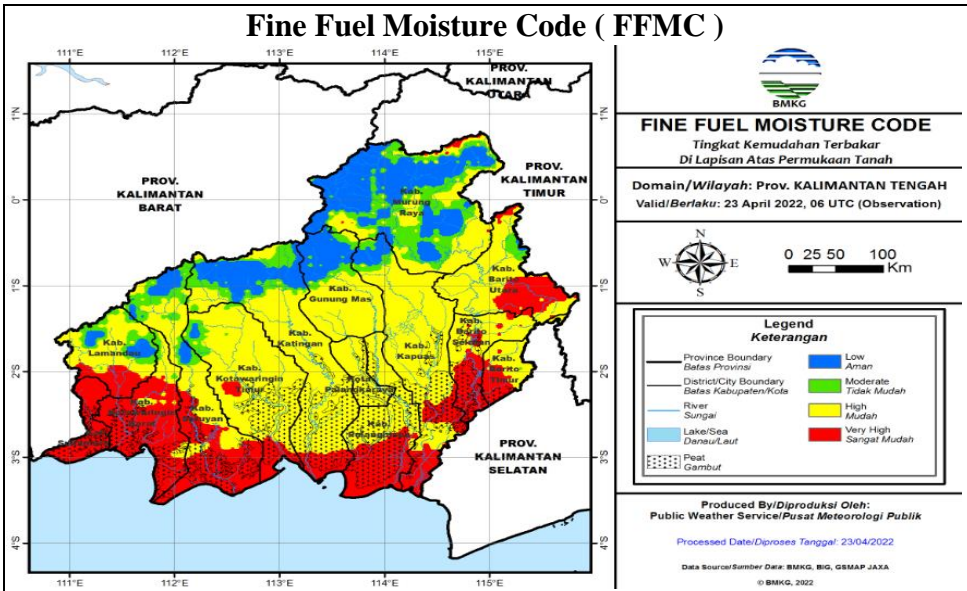 Fine Fuel Moisture Code ( FFMC )
111°E 112°E 113°E 114°E 115°E
1°N
0°
1°S
2°S
3°S
4°S
PROV.
KALIMANTAN
UTARA
PROV.
KALIMANTAN
BARAT
PROV.
KALIMANTAN
TIMUR
Kab.
Murung
Raya
Kab.
Barito
Utara
Kab.
Gunung Mas
Kab.
Barito
Selatan
Kab.
Katingan
Kab.
Kapuas
Kab.
Lamandau
Kab.
Barito
Timur
Kab.
Kotawaringin
Timur
Kota
Palangkaraya
Kab.
Kotawaringin
Barat
Kab.
Seruyan
Kab.
PROV.
KALIMANTAN
SELATAN
111°E 112°E 113°E 114°E 115°E
BMKG
FINE FUEL MOISTURE CODE
Tingkat Kemudahan Terbakar
Di Lapisan Atas Permukaan Tanah
Domain/Wilayah: Prov. KALIMANTAN TENGAH
Valid/Berlaku: 23 April 2022, 06 UTC (Observation)
N
W E
S
0 25 50 100
Km
Legend
Keterangan
Province Boundary
Batas Provinsi
District/City Boundary
Batas Kabupaten/Kota
River
Sungai
Lake/Sea
Danau/Laut
Peat
Gambut
Low
Aman
Moderate
Tidak Mudah
High
Mudah
Very High
Sangat Mudah
Produced By/Diproduksi Oleh:
Public Weather Service/Pusat Meteorologi Publik
Processed Date/Diproses Tanggal: 23/04/2022
Data Source/Sumber Data: BMKG, BIG, GSMAP JAXA
© BMKG, 2022